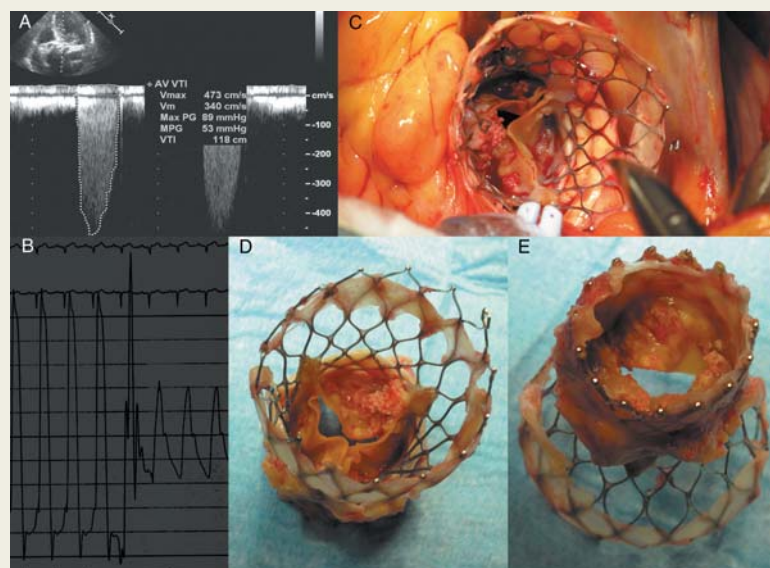 A
+ AV VTI
Vmax 473 cm/s
Vm 340 cm/s
Max PG 89 mmHg
MPG 53 mmHg
VTI 118 cm
cm/s
-100
-200
-300
-400
B
C
D
E